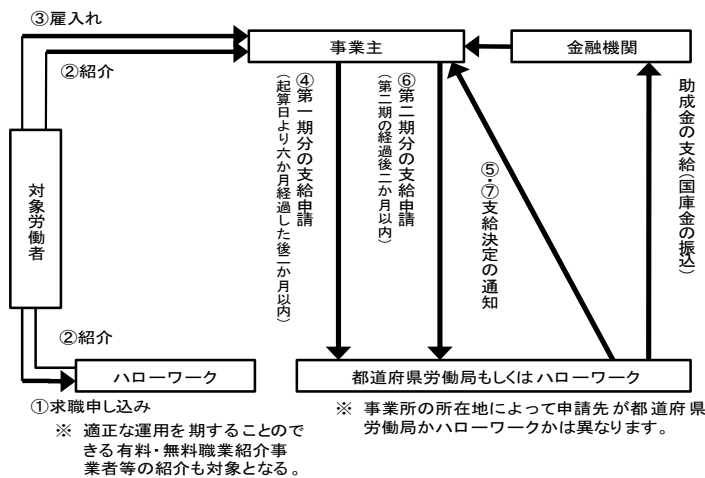 ③雇入れ
事業主
金融機関
②紹介
④第一期分の支給申請
（起算日より六か月経過した後二か月以内）
⑥第二期分の支給申請
（第二期の経過後二か月以内）
⑤・⑦支給決定の通知
助成金の支給（国庫金の振込）
対象労働者
②紹介
ハローワーク
都道府県労働局もしくはハローワーク
①求職申し込み
※ 適正な運用を期することので
きる有料・無料職業紹介事
業者等の紹介も対象となる。
※ 事業所の所在地によって申請先が都道府県
労働局かハローワークかは異なります。